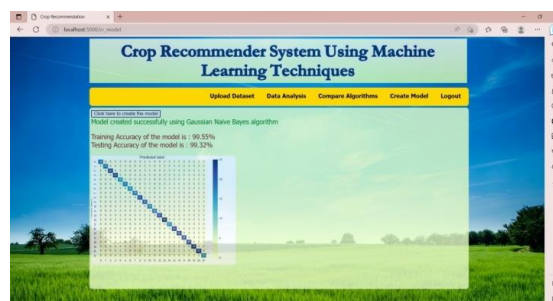 Crop Recommendation
localhost:5000/cr_model
Crop Recommender System Using Machine
Learning Techniques
Upload Dataset Data Analysis Compare Algorithms Create Model Logout
Click here to create the model
Model created successfully using Gaussian Naive Bayes algorithm
Training Accuracy of the model is : 99.55%
Testing Accuracy of the model is : 99.32%
Predicted label